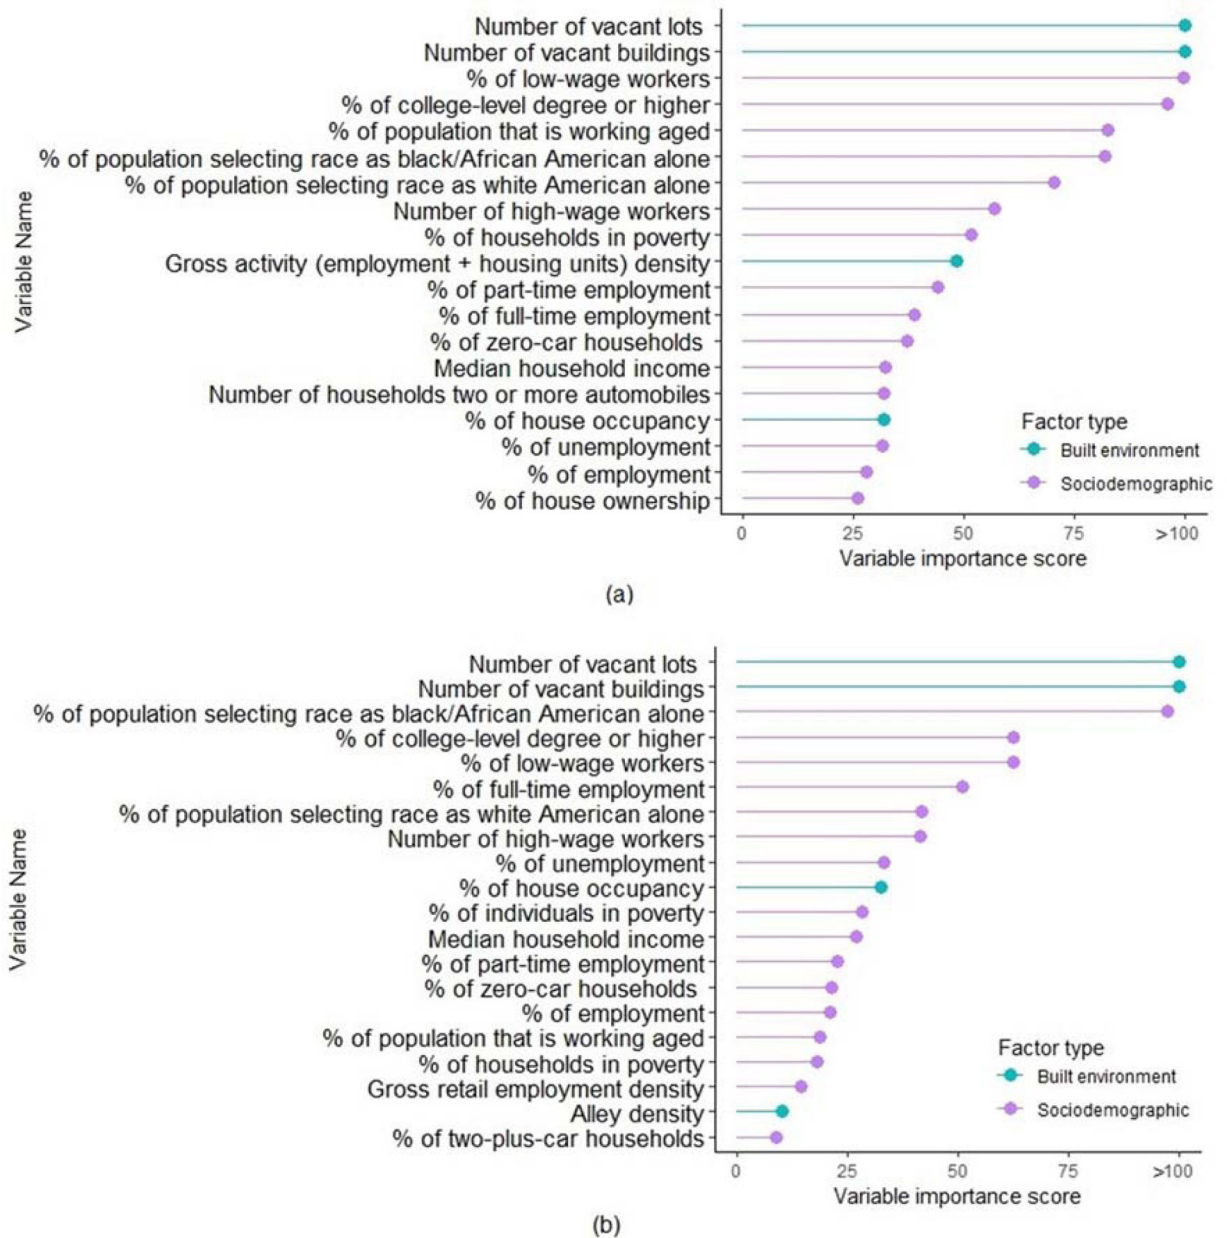 Number of vacant lots
Number of vacant buildings
% of low-wage workers
% of college-level degree or higher
% of population that is working aged
% of population selecting race as black/African American alone
% of population selecting race as white American alone
Number of high-wage workers
% of households in poverty
Gross activity (employment + housing units) density
% of part-time employment
% of full-time employment
% of zero-car households
Median household income
Number of households two or more automobiles
% of house occupancy
% of unemployment
% of employment
% of house ownership
Variable Name
Factor type
Built environment
Sociodemographic
0 25 50 75 >100
Variable importance score
(a)
Number of vacant lots
Number of vacant buildings
% of population selecting race as black/African American alone
% of college-level degree or higher
% of low-wage workers
% of full-time employment
% of population selecting race as white American alone
Number of high-wage workers
% of unemployment
% of house occupancy
% of individuals in poverty
Median household income
% of part-time employment
% of zero-car households
% of employment
% of population that is working aged
% of households in poverty
Gross retail employment density
Alley density
% of two-plus-car households
Variable Name
Factor type
Built environment
Sociodemographic
0 25 50 75 >100
Variable importance score
(b)